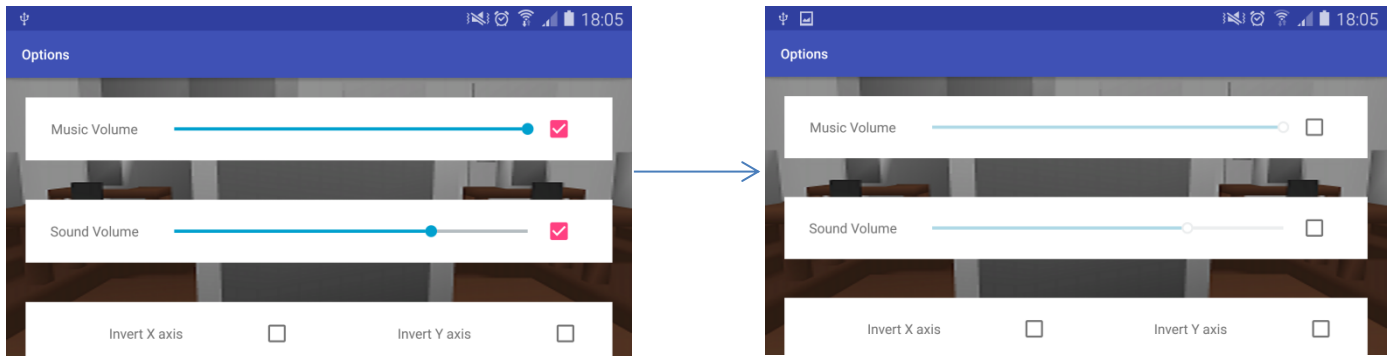 18:05
Options
Music Volume
Sound Volume
Invert X axis Invert Y axis
18:05
Options
Music Volume
Sound Volume
Invert X axis Invert Y axis